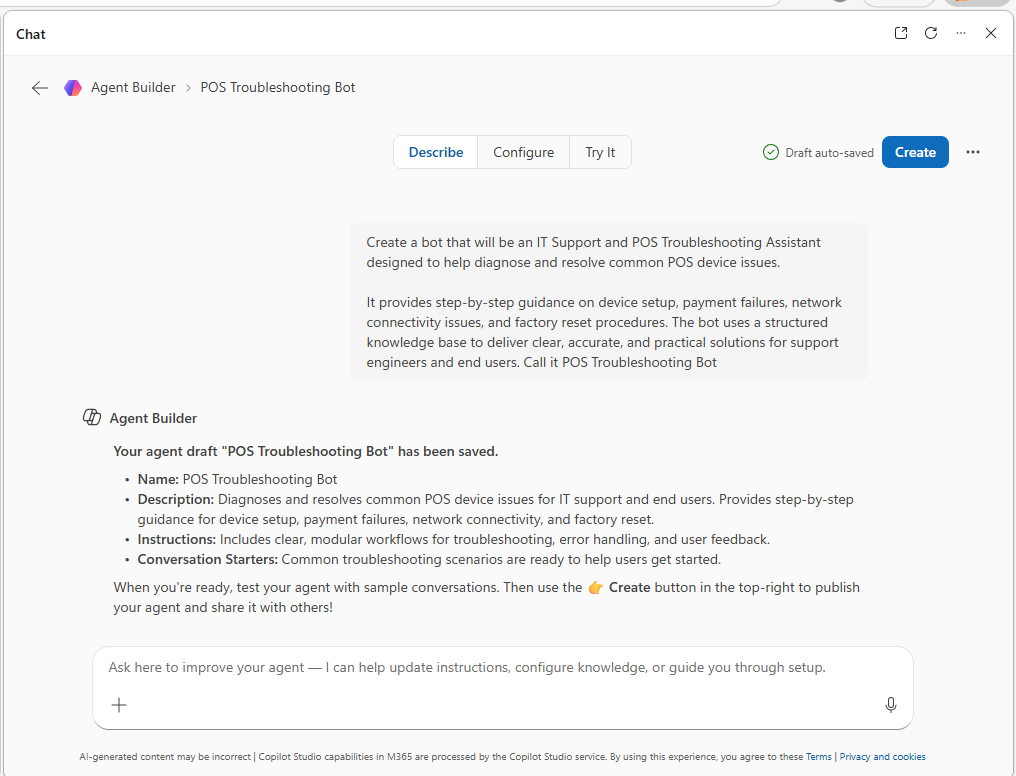 Chat
Agent Builder > POS Troubleshooting Bot
Describe Configure Try It Draft auto-saved Create
Create a bot that will be an IT Support and POS Troubleshooting Assistant
designed to help diagnose and resolve common POS device issues.
It provides step-by-step guidance on device setup, payment failures, network
connectivity issues, and factory reset procedures. The bot uses a structured
knowledge base to deliver clear, accurate, and practical solutions for support
engineers and end users. Call it POS Troubleshooting Bot
Agent Builder
Your agent draft "POS Troubleshooting Bot" has been saved.
• Name: POS Troubleshooting Bot
• Description: Diagnoses and resolves common POS device issues for IT support and end users. Provides step-by-step
guidance for device setup, payment failures, network connectivity, and factory reset.
• Instructions: Includes clear, modular workflows for troubleshooting, error handling, and user feedback.
• Conversation Starters: Common troubleshooting scenarios are ready to help users get started.
When you're ready, test your agent with sample conversations. Then use the 👉 Create button in the top-right to publish
your agent and share it with others!
Ask here to improve your agent — I can help update instructions, configure knowledge, or guide you through setup.
AI-generated content may be incorrect | Copilot Studio capabilities in M365 are processed by the Copilot Studio service. By using this experience, you agree to these Terms | Privacy and cookies